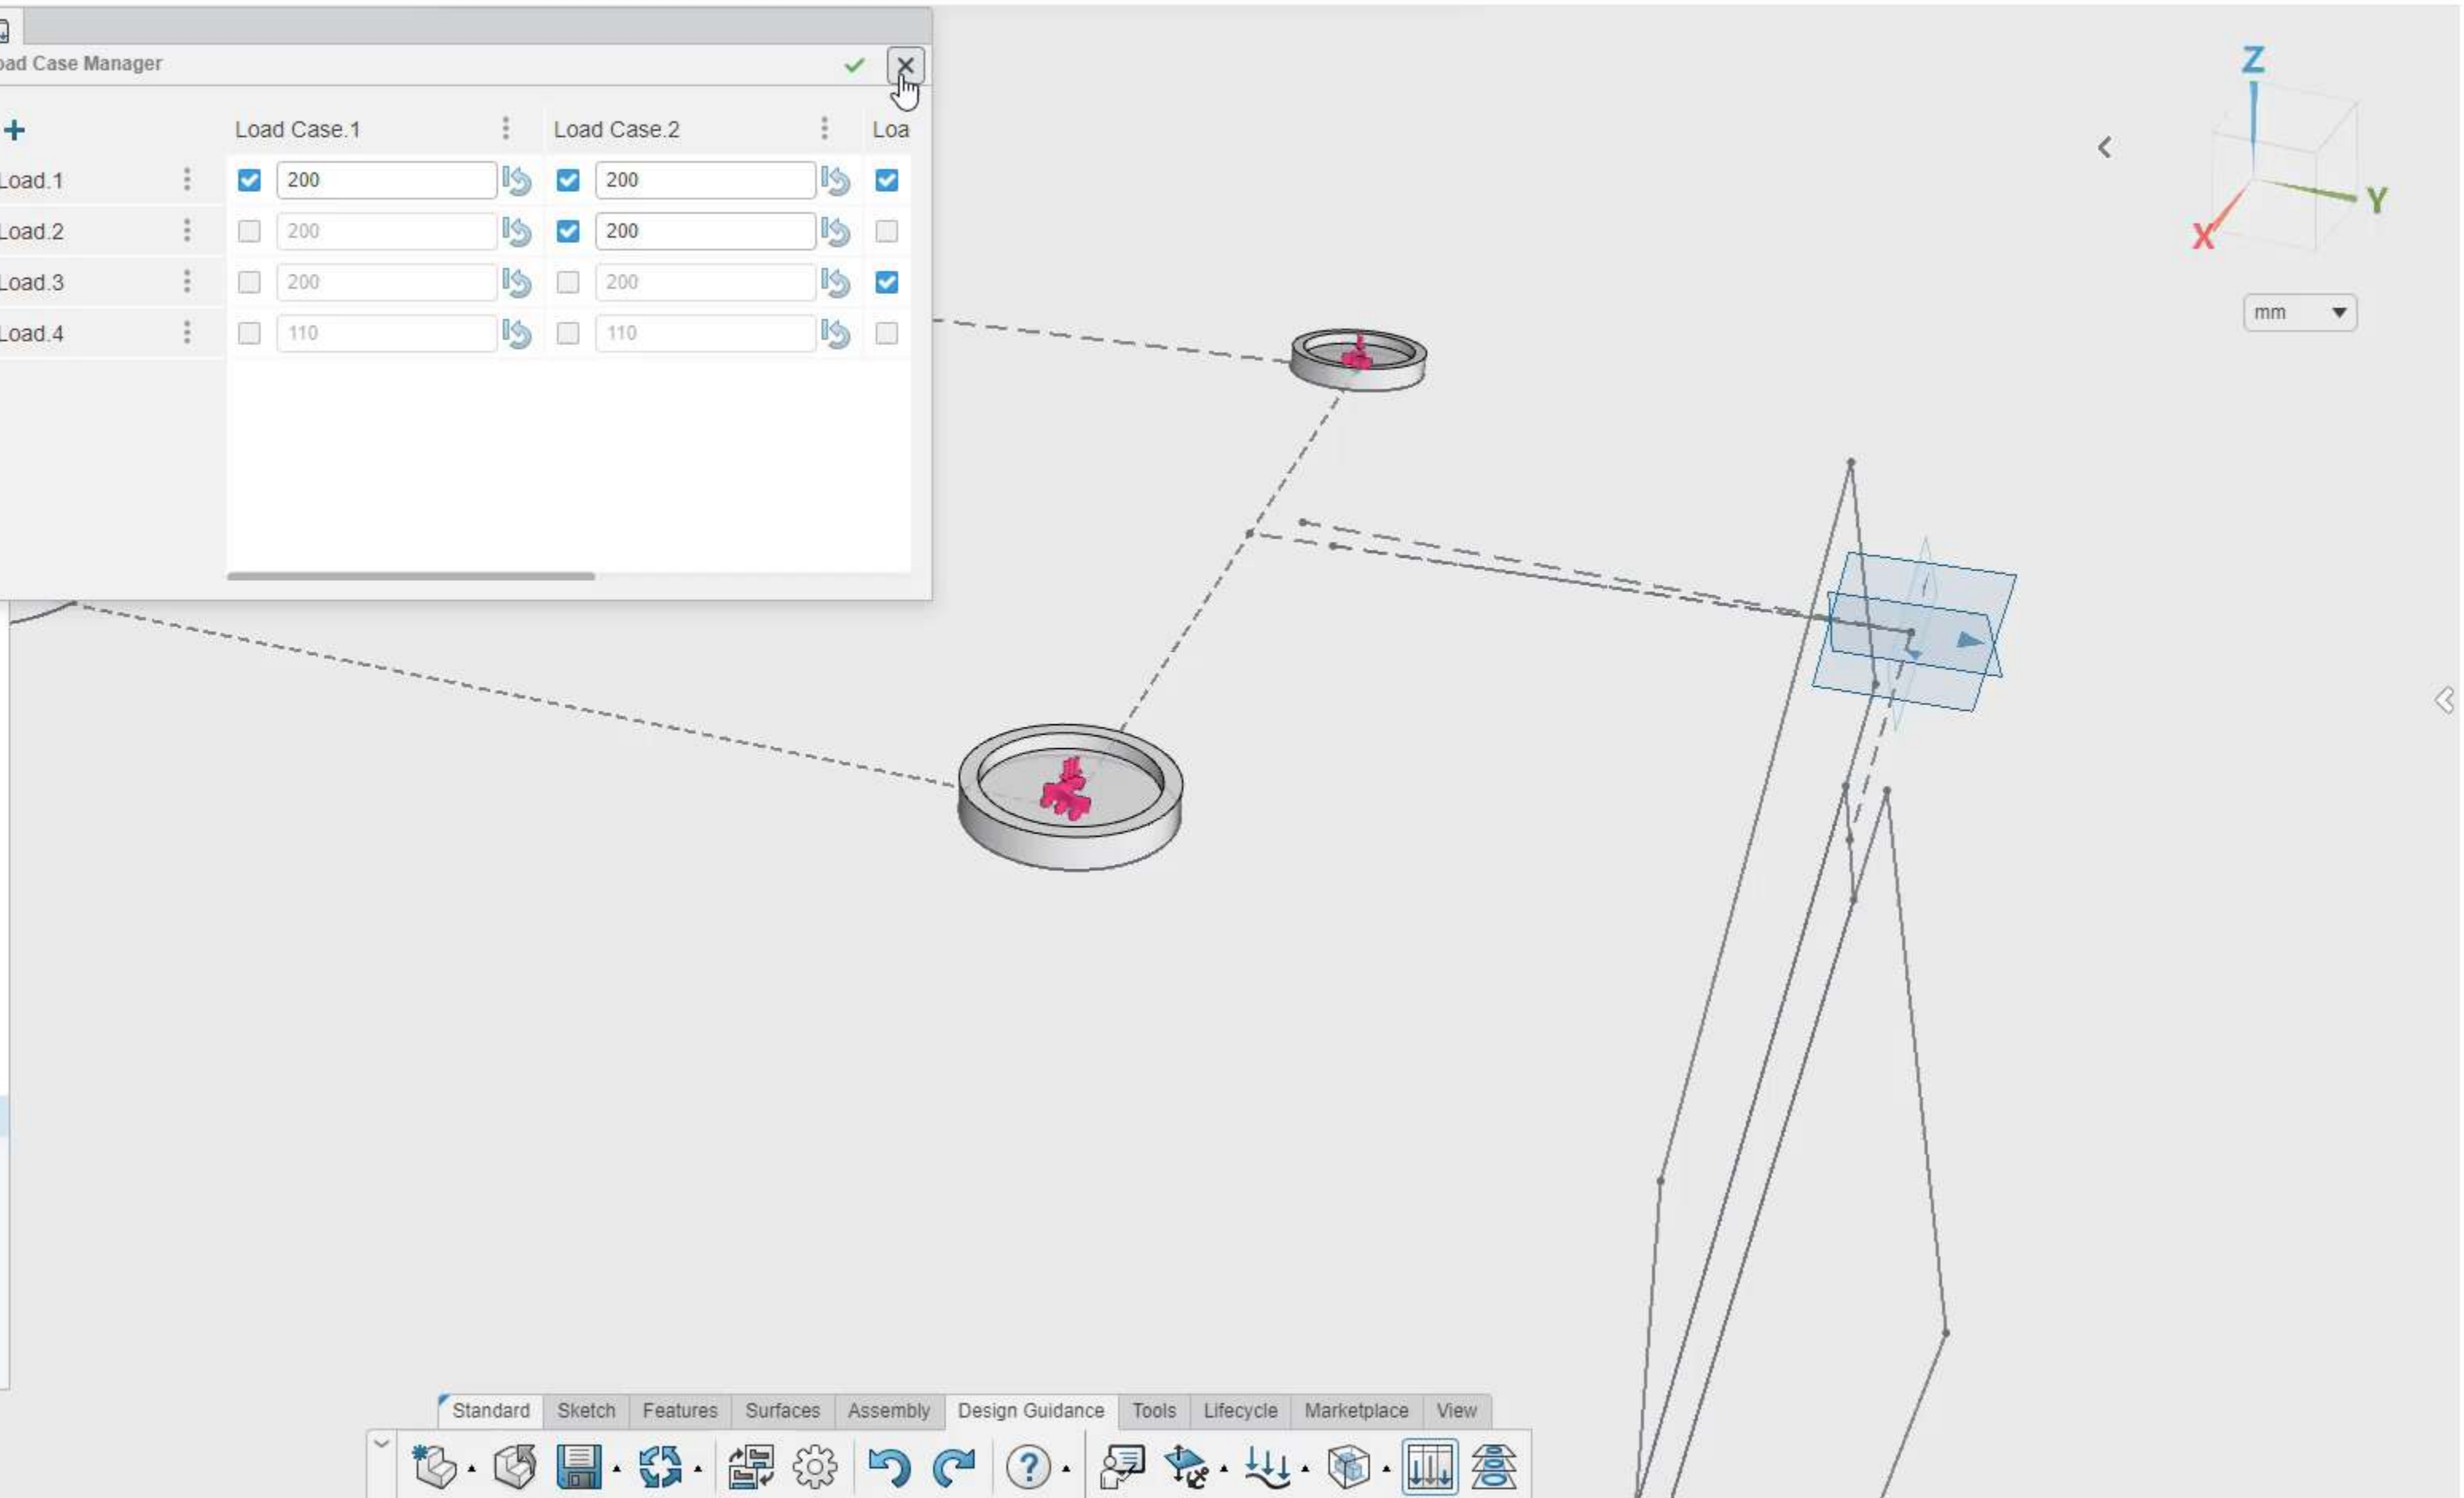 oad Case Manager
Load Case.1 Load Case.2 Loa
Load.1 200 200
Load.2 200 200
Load.3 200 200
Load.4 110 110
Z
Y
X
mm
Standard Sketch Features Surfaces Assembly Design Guidance Tools Lifecycle Marketplace View
?